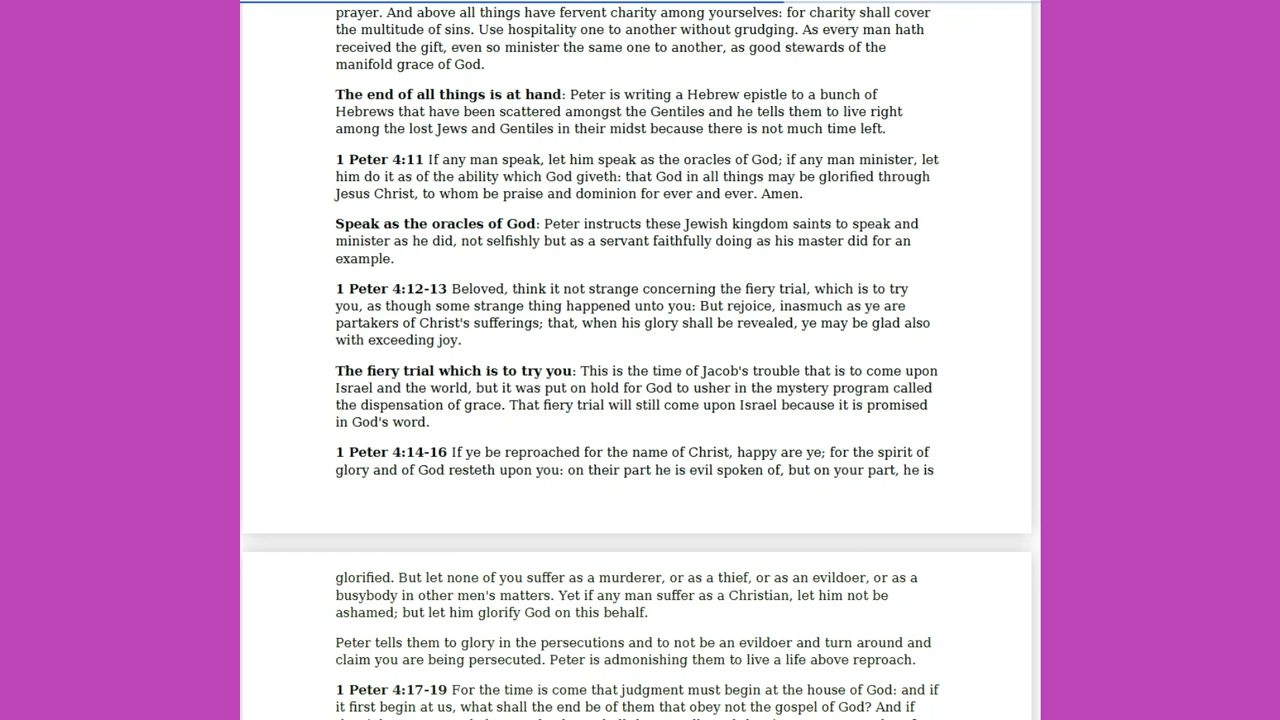 prayer. And above all things have fervent charity among yourselves: for charity shall cover
the multitude of sins. Use hospitality one to another without grudging. As every man hath
received the gift, even so minister the same one to another, as good stewards of the
manifold grace of God.
The end of all things is at hand: Peter is writing a Hebrew epistle to a bunch of
Hebrews that have been scattered amongst the Gentiles and he tells them to live right
among the lost Jews and Gentiles in their midst because there is not much time left.
1 Peter 4:11 If any man speak, let him speak as the oracles of God; if any man minister, let
him do it as of the ability which God giveth: that God in all things may be glorified through
Jesus Christ, to whom be praise and dominion for ever and ever. Amen.
Speak as the oracles of God: Peter instructs these Jewish kingdom saints to speak and
minister as he did, not selfishly but as a servant faithfully doing as his master did for an
example.
1 Peter 4:12-13 Beloved, think it not strange concerning the fiery trial, which is to try
you, as though some strange thing happened unto you: But rejoice, inasmuch as ye are
partakers of Christ's sufferings; that, when his glory shall be revealed, ye may be glad also
with exceeding joy.
The fiery trial which is to try you: This is the time of Jacob's trouble that is to come upon
Israel and the world, but it was put on hold for God to usher in the mystery program called
the dispensation of grace. That fiery trial will still come upon Israel because it is promised
in God's word.
1 Peter 4:14-16 If ye be reproached for the name of Christ, happy are ye; for the spirit of
glory and of God resteth upon you: on their part he is evil spoken of, but on your part, he is
glorified. But let none of you suffer as a murderer, or as a thief, or as an evildoer, or as a
busybody in other men's matters. Yet if any man suffer as a Christian, let him not be
ashamed; but let him glorify God on this behalf.
Peter tells them to glory in the persecutions and to not be an evildoer and turn around and
claim you are being persecuted. Peter is admonishing them to live a life above reproach.
1 Peter 4:17-19 For the time is come that judgment must begin at the house of God: and if
it first begin at us, what shall the end be of them that obey not the gospel of God? And if